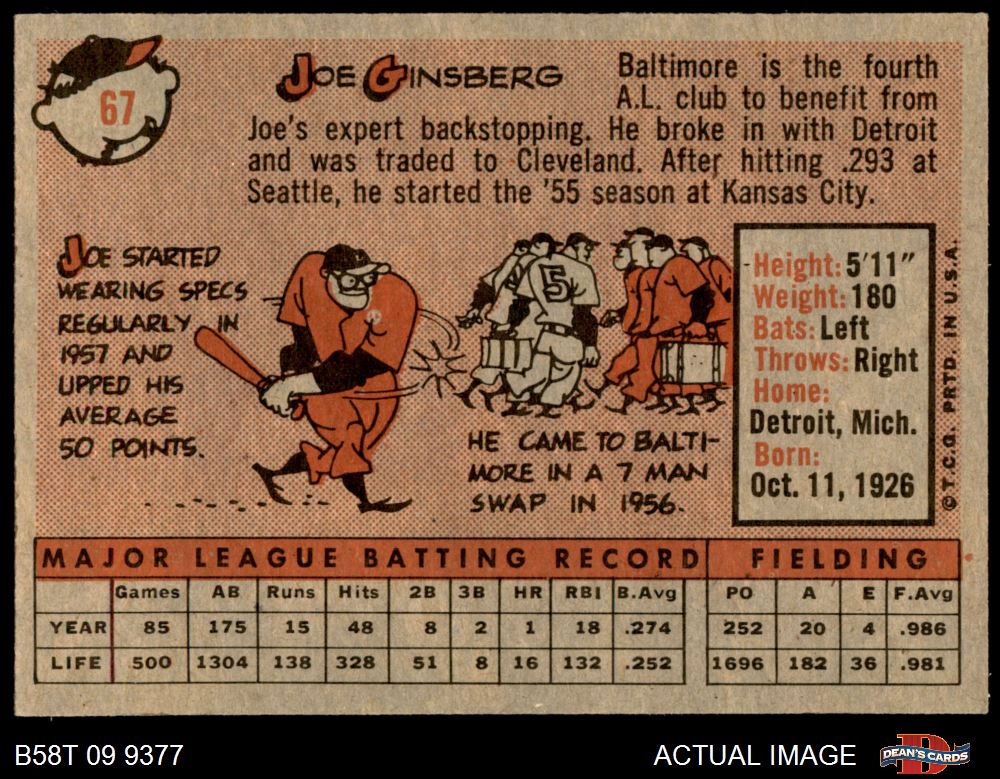 67
JOE GINSBERG
Baltimore is the fourth
A.L. club to benefit from
Joe's expert backstopping. He broke in with Detroit
and was traded to Cleveland. After hitting .293 at
Seattle, he started the '55 season at Kansas City.
JOE STARTED
WEARING SPECS
REGULARLY IN
1957 AND
UPPED HIS
AVERAGE
50 POINTS.
5
HE CAME TO BALTI-
MORE IN A 7 MAN
SWAP IN 1956.
Height: 5'11"
Weight: 180
Bats: Left
Throws: Right
Home:
Detroit, Mich.
Born:
Oct. 11, 1926
© T.C.G. PRTD. IN U.S.A.
MAJOR LEAGUE BATTING RECORD FIELDING
Games AB Runs Hits 2B 3B HR RBI B.Avg PO A E F.Avg
YEAR 85 175 15 48 8 2 1 18 .274 252 20 4 .986
LIFE 500 1304 138 328 51 8 16 132 .252 1696 182 36 .981
B58T 09 9377
ACTUAL IMAGE
D
DEAN'S CARDS